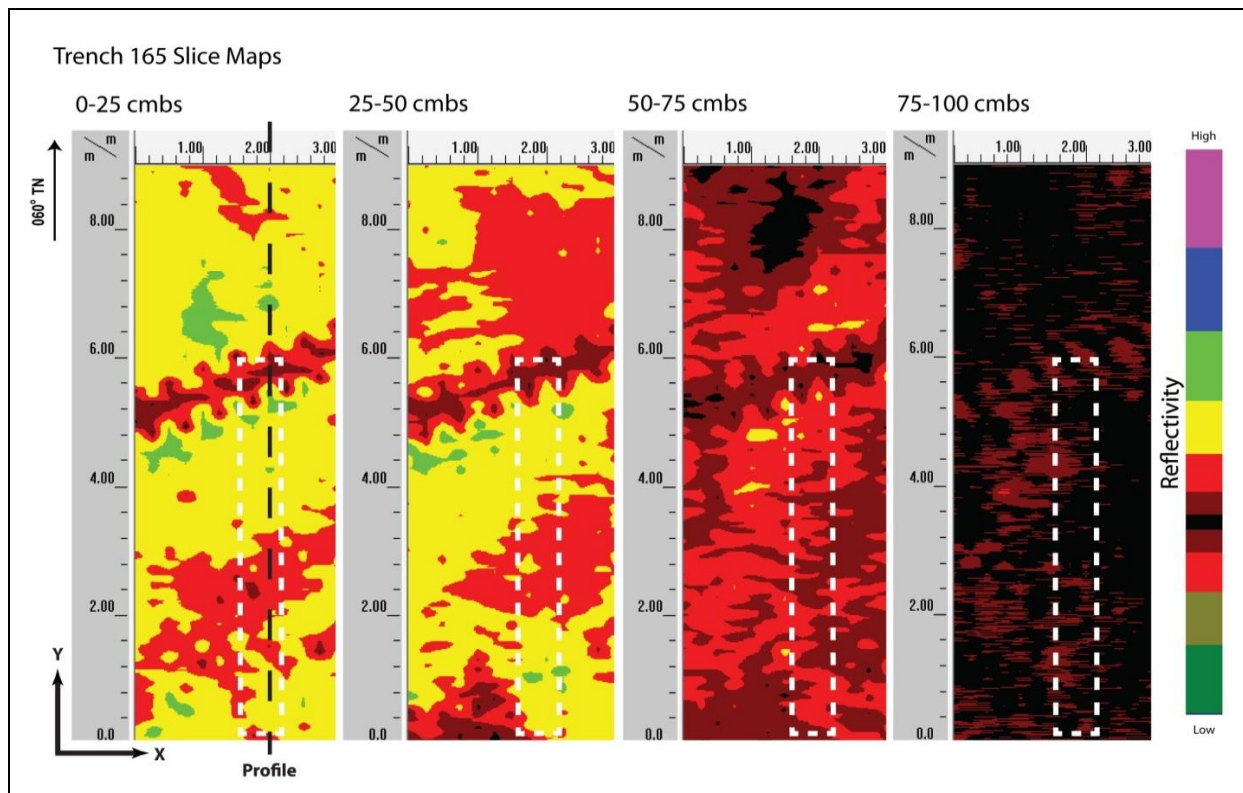 Trench 165 Slice Maps
0-25 cmbs
25-50 cmbs
50-75 cmbs
75-100 cmbs
High
m
m
1.00 2.00 3.00
m
m
1.00 2.00 3.00
m
m
1.00 2.00 3.00
m
m
1.00 2.00 3.00
060° TN
8.00
8.00
8.00
8.00
6.00
6.00
6.00
6.00
Reflectivity
4.00
4.00
4.00
4.00
2.00
2.00
2.00
2.00
Y
0.0
0.0
0.0
0.0
Low
X
Profile